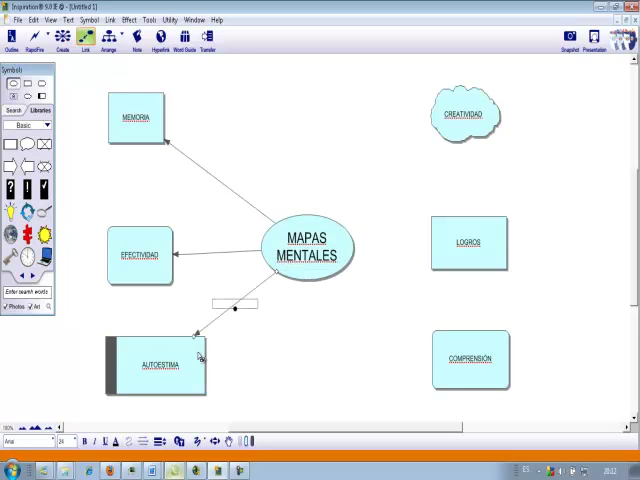 Inspiration® 9.0 IE - [Untitled 1]
File Edit View Text Symbol Link Effect Tools Utility Window Help
Outline RapidFire Create Link Arrange Note Hyperlink Word Guide Transfer Snapshot Presentation
Symbols
Search Libraries
Basic
Enter search words
Photos Art
MEMORIA
CREATIVIDAD
EFECTIVIDAD
MAPAS
MENTALES
LOGROS
AUTOESTIMA
COMPRENSIÓN
100%
Arial 24 B I U A
ES 20:12